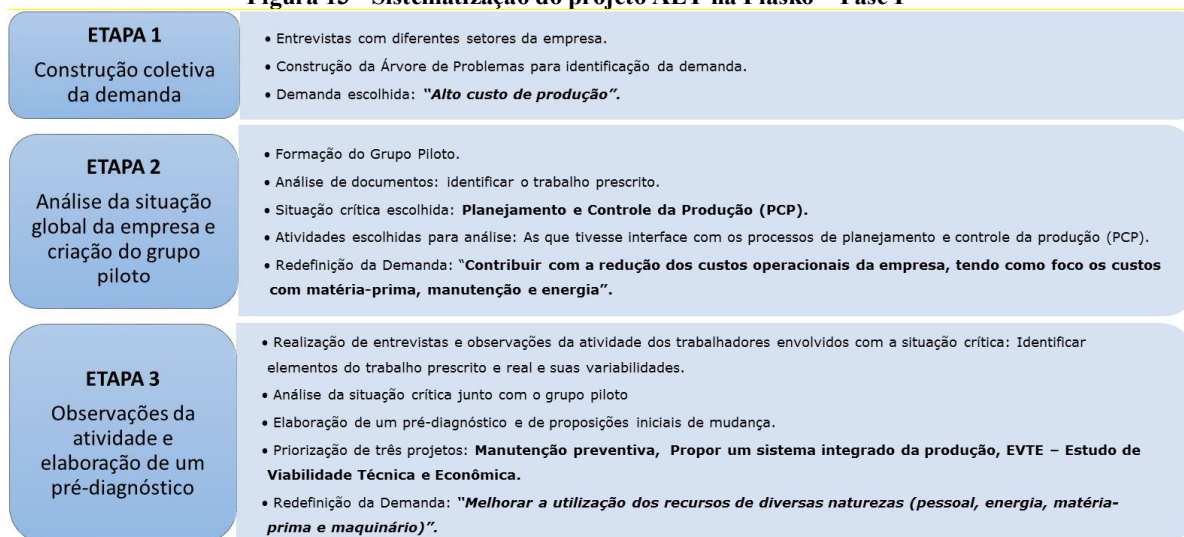 Figura 13 - Sistematização do projeto AET na Flaskô – Fase I
ETAPA 1
Construção coletiva
da demanda
• Entrevistas com diferentes setores da empresa.
• Construção da Árvore de Problemas para identificação da demanda.
• Demanda escolhida: “Alto custo de produção”.
ETAPA 2
Análise da situação
global da empresa e
criação do grupo
piloto
• Formação do Grupo Piloto.
• Análise de documentos: identificar o trabalho prescrito.
• Situação crítica escolhida: Planejamento e Controle da Produção (PCP).
• Atividades escolhidas para análise: As que tivesse interface com os processos de planejamento e controle da produção (PCP).
• Redefinição da Demanda: “Contribuir com a redução dos custos operacionais da empresa, tendo como foco os custos
com matéria-prima, manutenção e energia”.
ETAPA 3
Observações da
atividade e
elaboração de um
pré-diagnóstico
• Realização de entrevistas e observações da atividade dos trabalhadores envolvidos com a situação crítica: Identificar
elementos do trabalho prescrito e real e suas variabilidades.
• Análise da situação crítica junto com o grupo piloto
• Elaboração de um pré-diagnóstico e de proposições iniciais de mudança.
• Priorização de três projetos: Manutenção preventiva, Propor um sistema integrado da produção, EVTE – Estudo de
Viabilidade Técnica e Econômica.
• Redefinição da Demanda: “Melhorar a utilização dos recursos de diversas naturezas (pessoal, energia, matéria-
prima e maquinário)”.